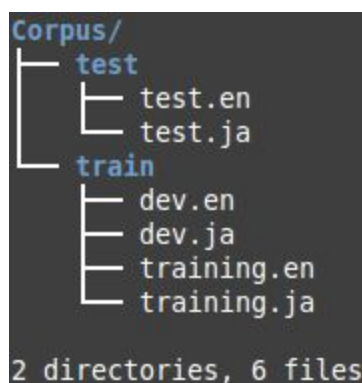 Corpus/
├── test
│   ├── test.en
│   └── test.ja
└── train
    ├── dev.en
    ├── dev.ja
    ├── training.en
    └── training.ja
2 directories, 6 files